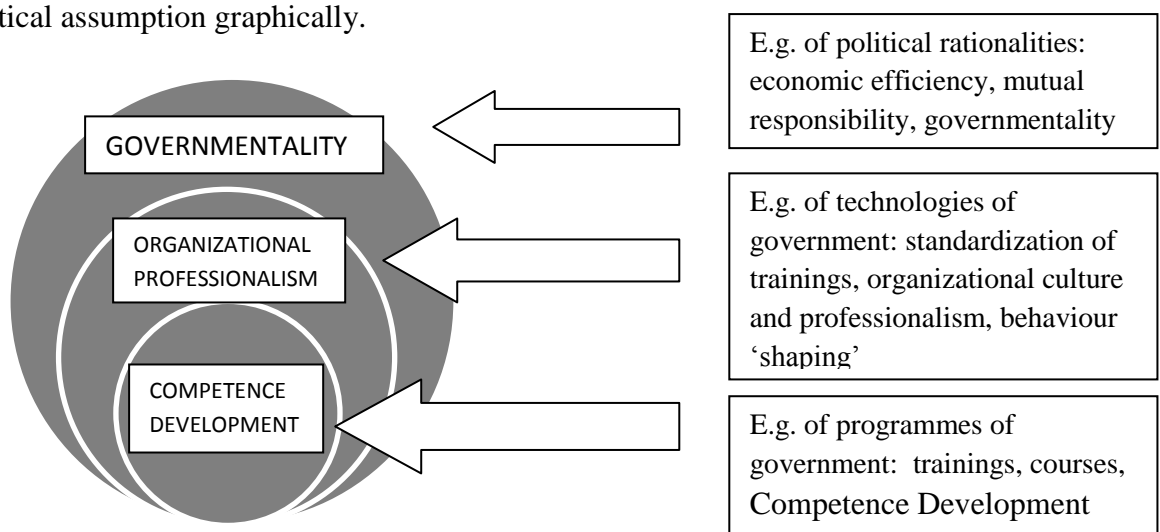 tical assumption graphically.
GOVERNMENTALITY
E.g. of political rationalities:
economic efficiency, mutual
responsibility, governmentality
ORGANIZATIONAL
PROFESSIONALISM
E.g. of technologies of
government: standardization of
trainings, organizational culture
and professionalism, behaviour
‘shaping’
COMPETENCE
DEVELOPMENT
E.g. of programmes of
government: trainings, courses,
Competence Development